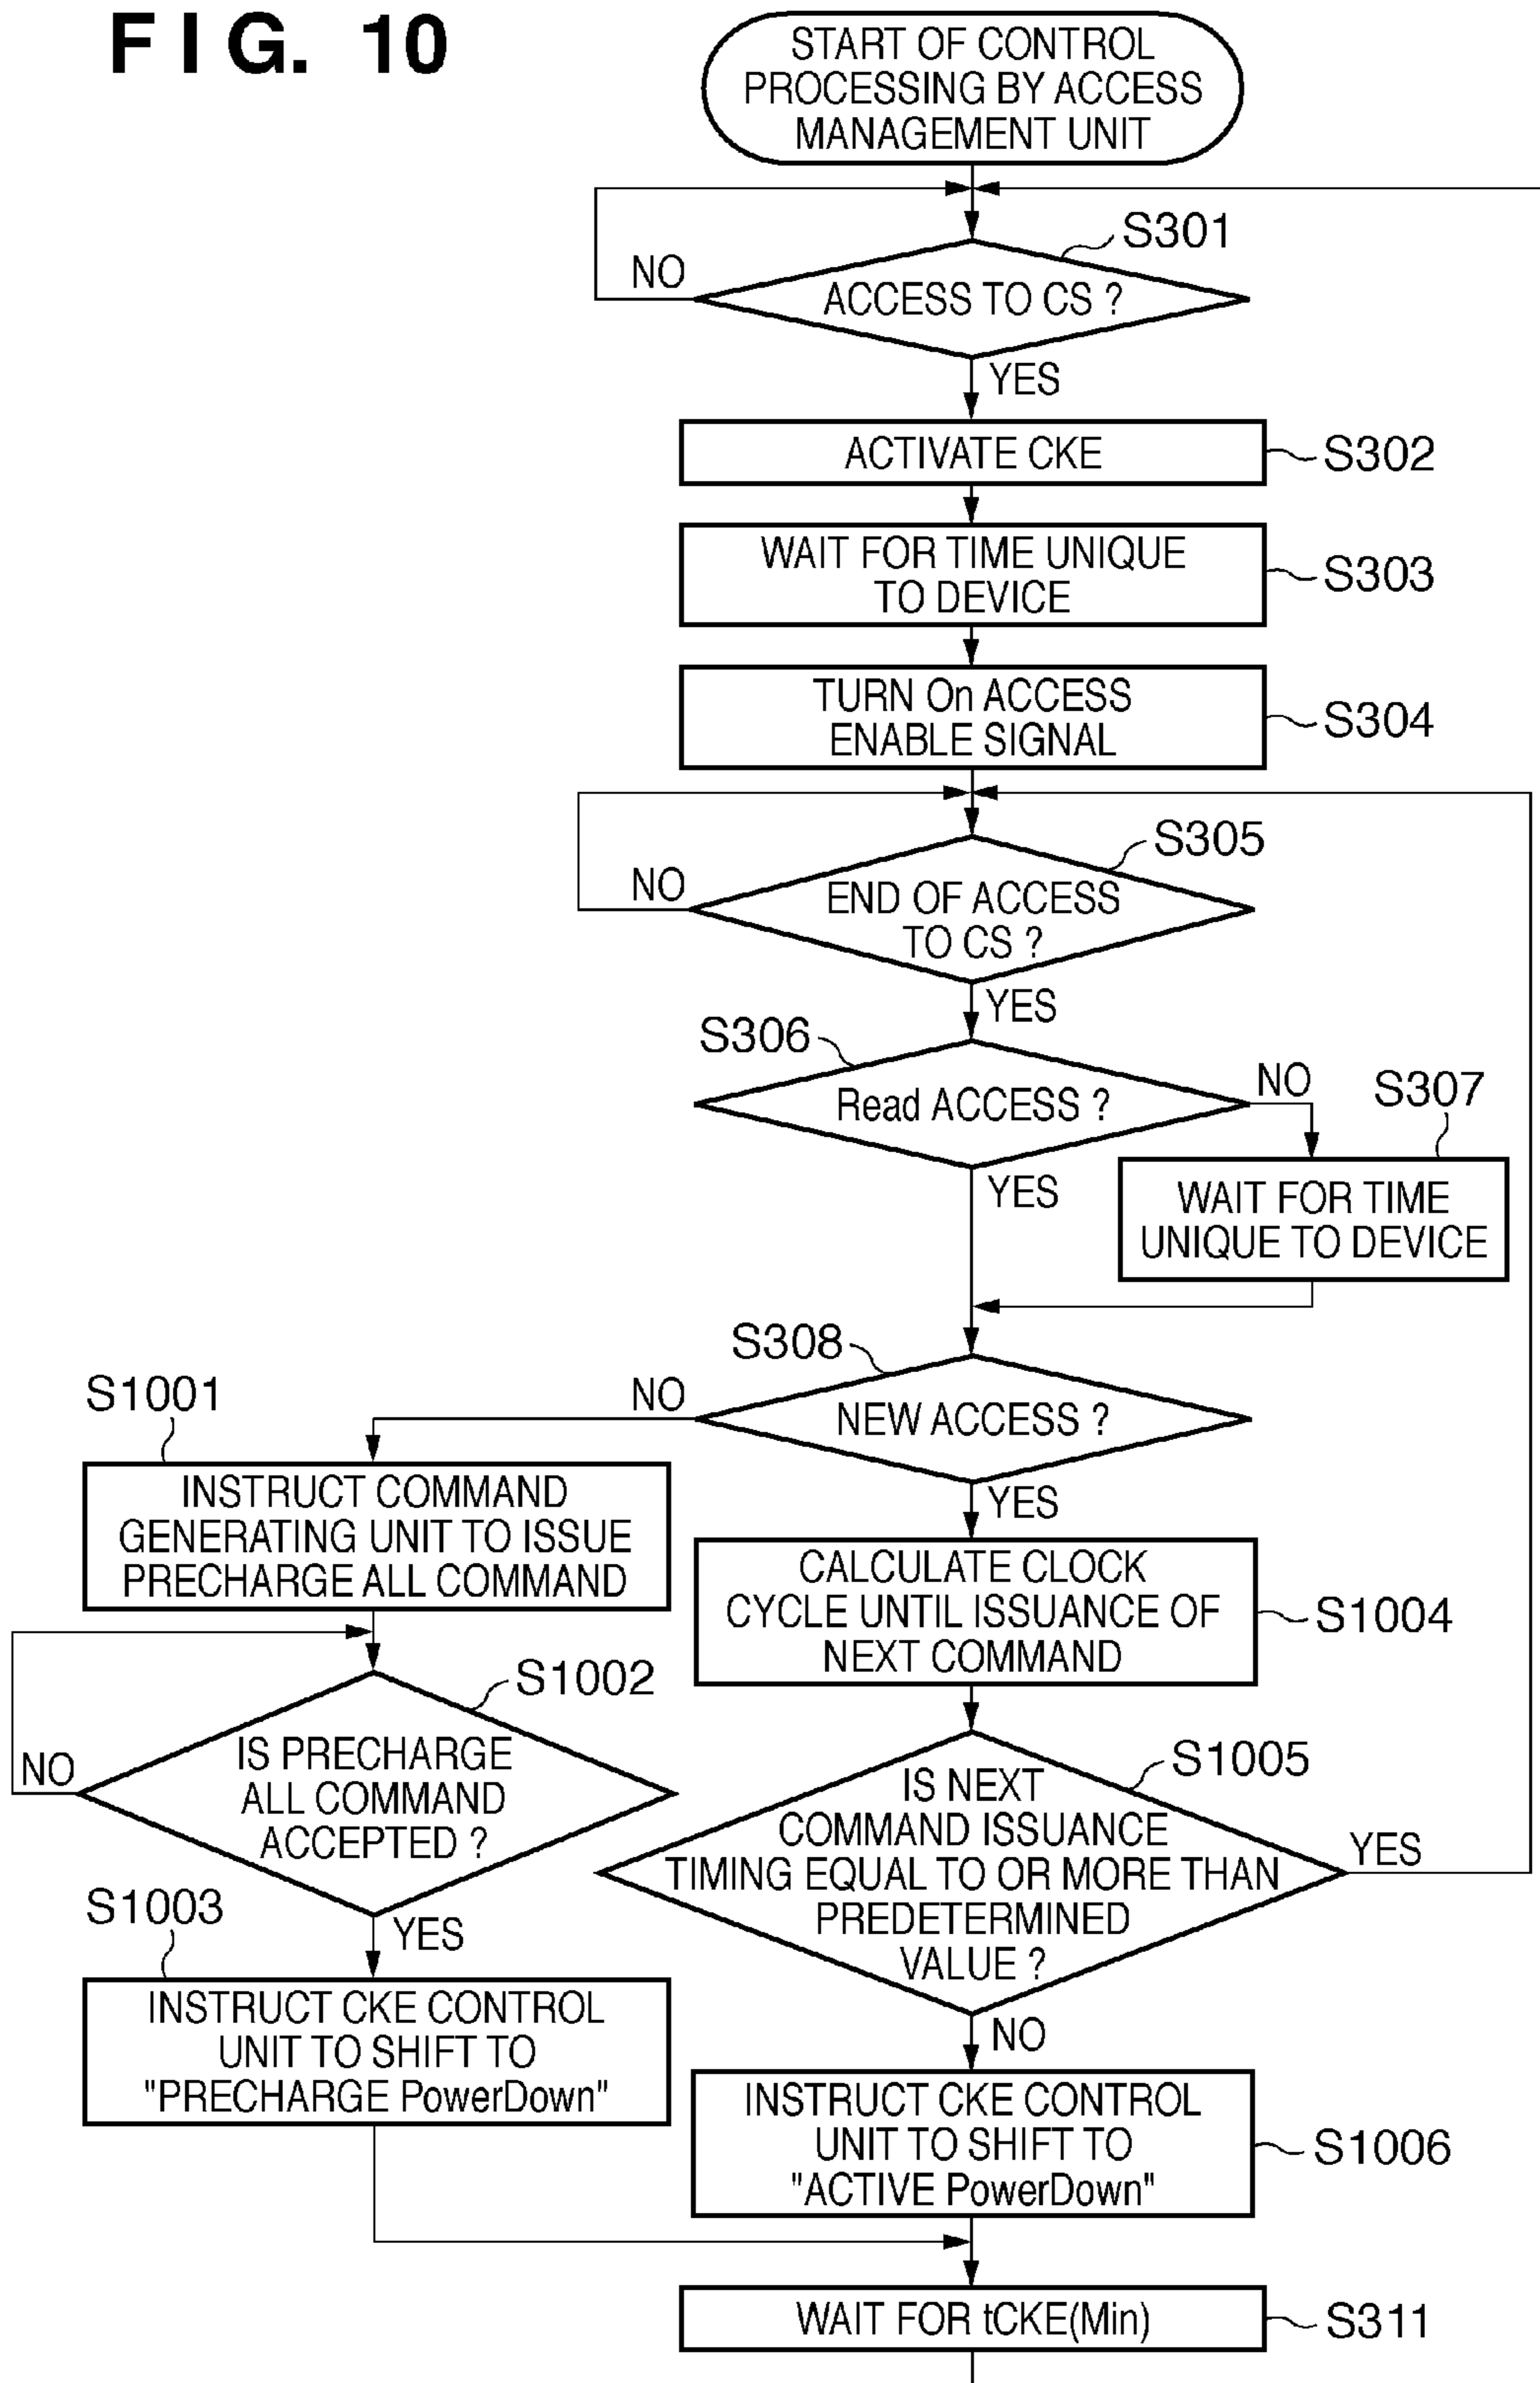 FIG. 10
START OF CONTROL
PROCESSING BY ACCESS
MANAGEMENT UNIT
S301
NO
ACCESS TO CS ?
YES
ACTIVATE CKE
S302
WAIT FOR TIME UNIQUE
TO DEVICE
S303
TURN On ACCESS
ENABLE SIGNAL
S304
S305
NO
END OF ACCESS
TO CS ?
YES
S306
Read ACCESS ?
NO
S307
YES
WAIT FOR TIME
UNIQUE TO DEVICE
S308
NO
NEW ACCESS ?
YES
S1001
INSTRUCT COMMAND
GENERATING UNIT TO ISSUE
PRECHARGE ALL COMMAND
CALCULATE CLOCK
CYCLE UNTIL ISSUANCE OF
NEXT COMMAND
S1004
S1002
NO
IS PRECHARGE
ALL COMMAND
ACCEPTED ?
YES
S1005
IS NEXT
COMMAND ISSUANCE
TIMING EQUAL TO OR MORE THAN
PREDETERMINED
VALUE ?
YES
NO
S1003
INSTRUCT CKE CONTROL
UNIT TO SHIFT TO
"PRECHARGE PowerDown"
INSTRUCT CKE CONTROL
UNIT TO SHIFT TO
"ACTIVE PowerDown"
S1006
WAIT FOR tCKE(Min)
S311